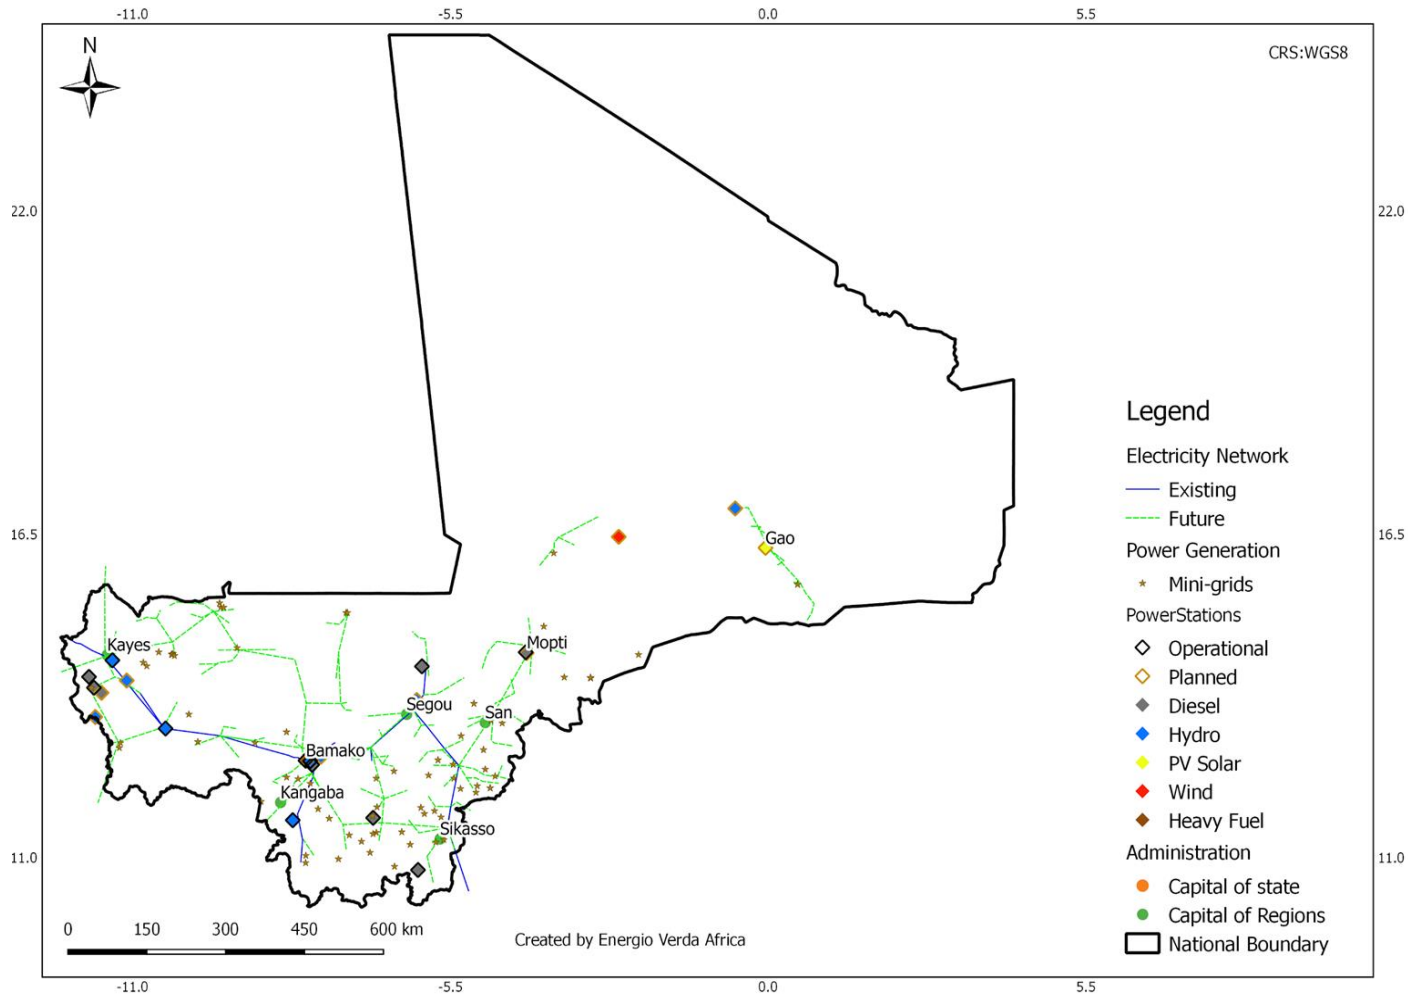 -11.0 -5.5 0.0 5.5
N
CRS:WGS8
22.0 22.0
16.5 16.5
Gao
Kayes
Mopti
Segou
San
Bamako
Kangaba
Sikasso
11.0 11.0
Legend
Electricity Network
Existing
Future
Power Generation
Mini-grids
PowerStations
Operational
Planned
Diesel
Hydro
PV Solar
Wind
Heavy Fuel
Administration
Capital of state
Capital of Regions
National Boundary
0 150 300 450 600 km
Created by Energio Verda Africa
-11.0 -5.5 0.0 5.5